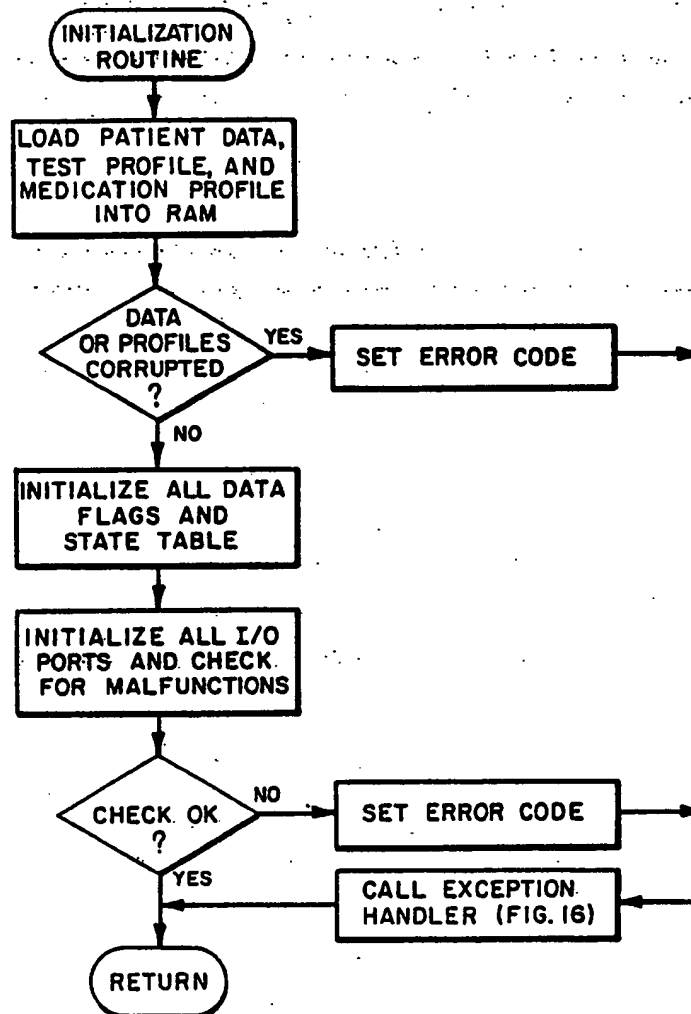 INITIALIZATION
ROUTINE
LOAD PATIENT DATA,
TEST PROFILE, AND
MEDICATION PROFILE
INTO RAM
DATA
OR PROFILES
CORRUPTED
?
YES
SET ERROR CODE
NO
INITIALIZE ALL DATA
FLAGS AND
STATE TABLE
INITIALIZE ALL I/O
PORTS AND CHECK
FOR MALFUNCTIONS
CHECK OK
?
NO
SET ERROR CODE
YES
CALL EXCEPTION
HANDLER (FIG. 16)
RETURN